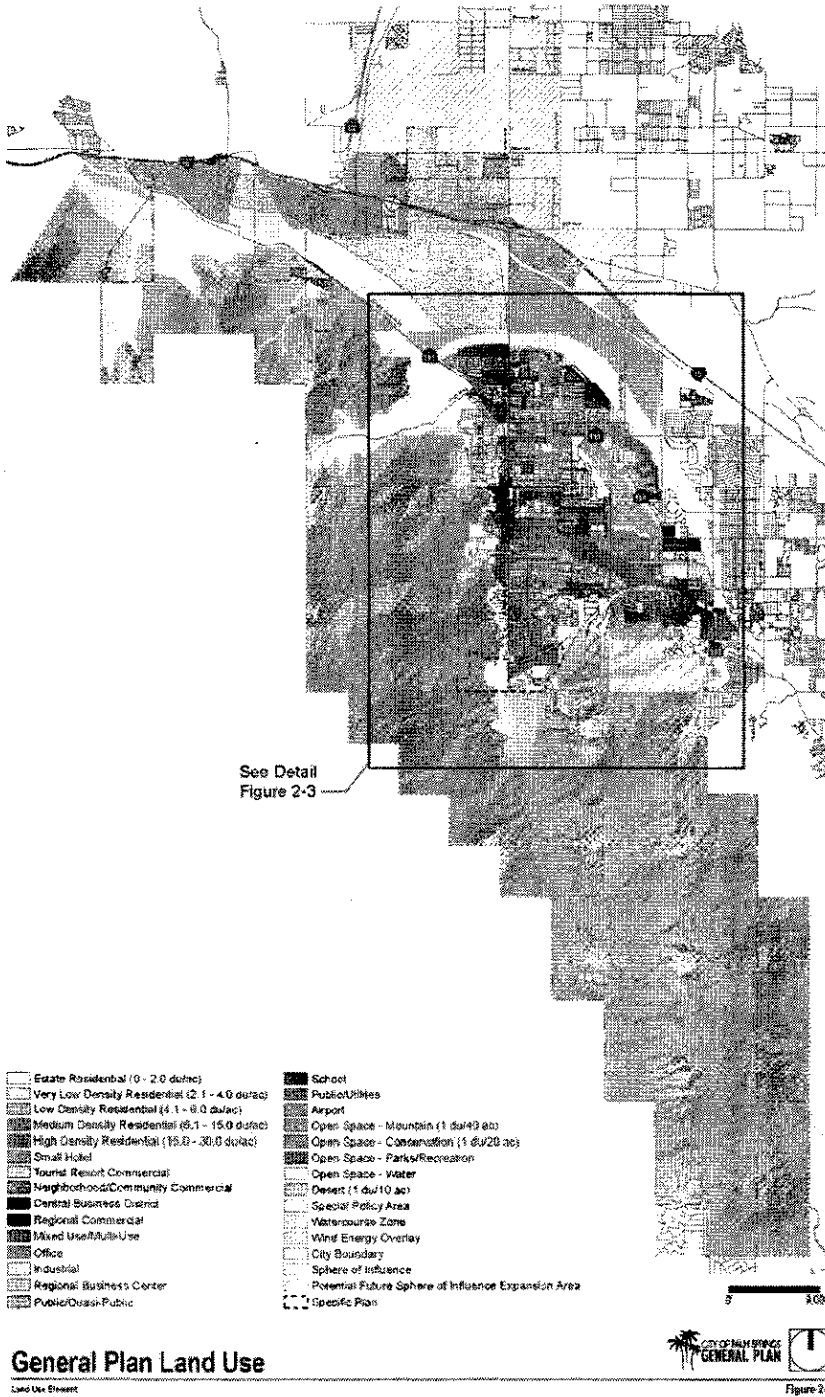 See Detail
Figure 2-3
Estate Residential (0 - 2.0 du/ac)
Very Low Density Residential (2.1 - 4.0 du/ac)
Low Density Residential (4.1 - 6.0 du/ac)
Medium Density Residential (6.1 - 15.0 du/ac)
High Density Residential (15.0 - 30.0 du/ac)
Small Hotel
Tourist Resort Commercial
Neighborhood/Community Commercial
Central Business District
Regional Commercial
Mixed Use/Multi-Use
Office
Industrial
Regional Business Center
Public/Quasi-Public
School
Public/Utilities
Airport
Open Space - Mountain (1 du/40 ac)
Open Space - Conservation (1 du/20 ac)
Open Space - Parks/Recreation
Open Space - Water
Desert (1 du/10 ac)
Special Policy Area
Watercourse Zone
Wind Energy Overlay
City Boundary
Sphere of Influence
Potential Future Sphere of Influence Expansion Area
Specific Plan
0
General Plan Land Use
CITY OF PALM SPRINGS
GENERAL PLAN
Land Use Element
Figure 2